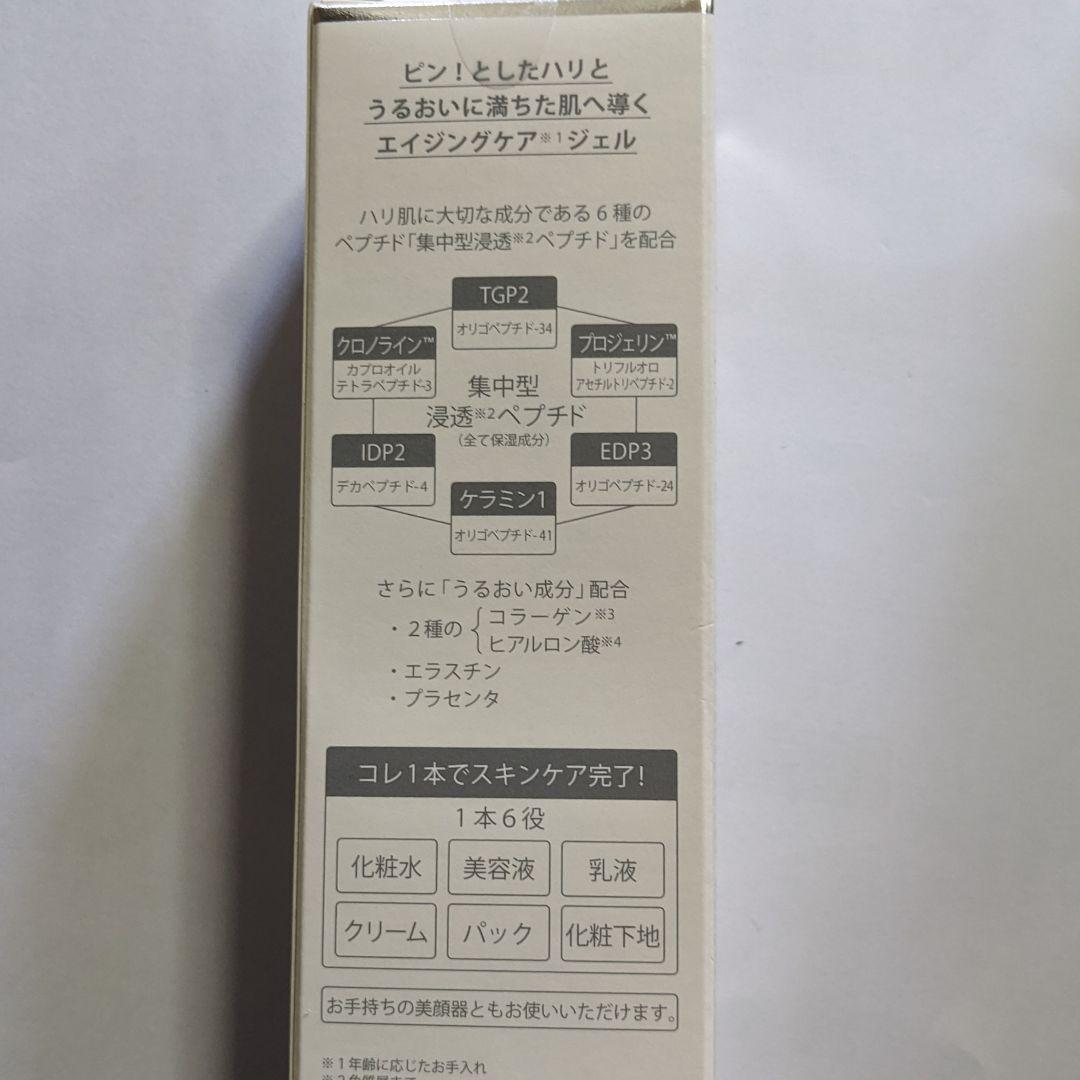 ピン！としたハリと
うるおいに満ちた肌へ導く
エイジングケア※1ジェル
ハリ肌に大切な成分である6種の
ペプチド「集中型浸透※2ペプチド」を配合
TGP2
オリゴペプチド-34
クロノライン™
カプロオイル
テトラペプチド-3
プロジェリン™
トリフルオロ
アセチルトリペプチド-2
集中型
浸透※2ペプチド
（全て保湿成分）
IDP2
デカペプチド-4
EDP3
オリゴペプチド-24
ケラミン1
オリゴペプチド-41
さらに「うるおい成分」配合
・2種の{コラーゲン※3
ヒアルロン酸※4
・エラスチン
・プラセンタ
コレ1本でスキンケア完了!
1本6役
化粧水 美容液 乳液
クリーム パック 化粧下地
お手持ちの美顔器ともお使いいただけます。
※1年齢に応じたお手入れ
※2角質層まで